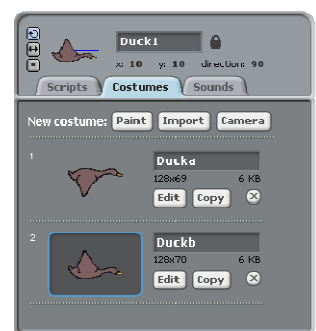 Duck1
x: 10 y: 10 direction: 90
Scripts Costumes Sounds
New costume: Paint Import Camera
1
Ducka
128x69 6 KB
Edit Copy
2
Duckb
128x70 6 KB
Edit Copy